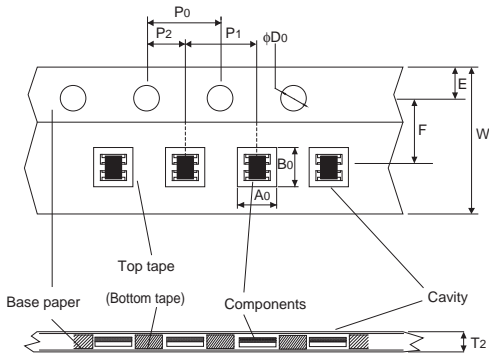 P0
P2
P1
ϕD0
E
F
W
B0
A0
Top tape
Base paper
(Bottom tape)
Components
Cavity
T2